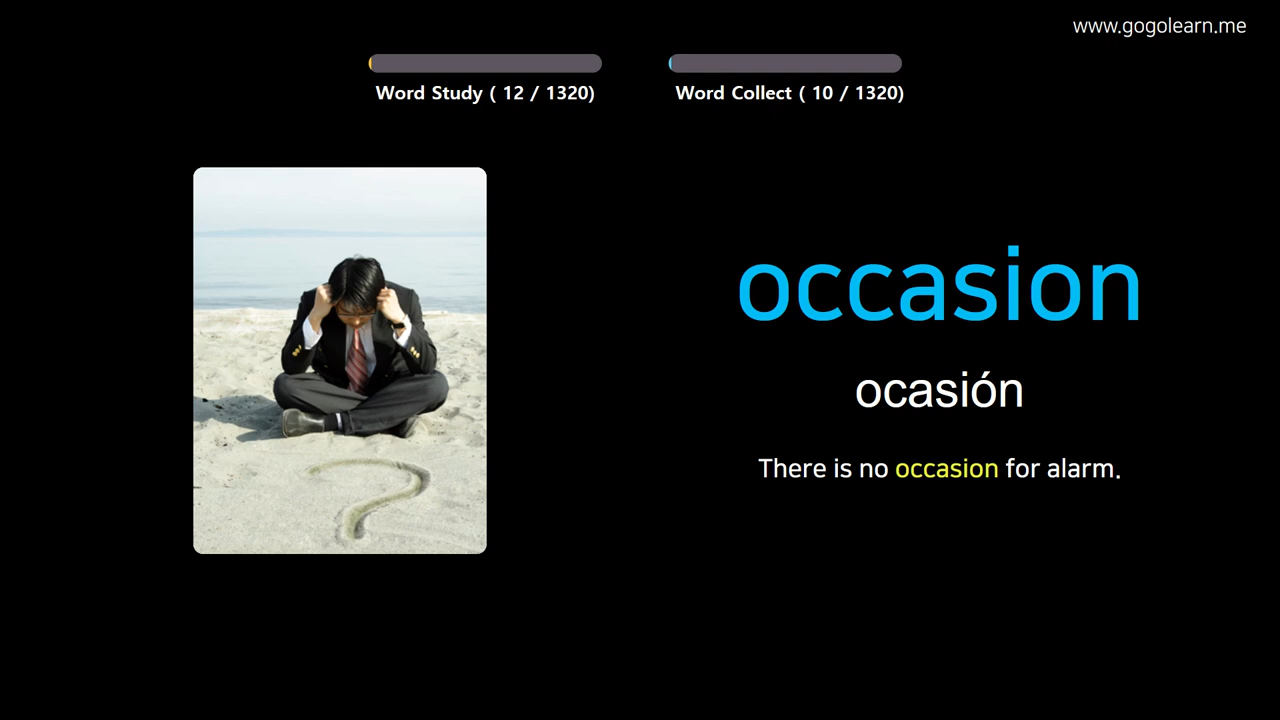 www.gogolearn.me
Word Study ( 12 / 1320)
Word Collect ( 10 / 1320)
occasion
ocasión
There is no occasion for alarm.